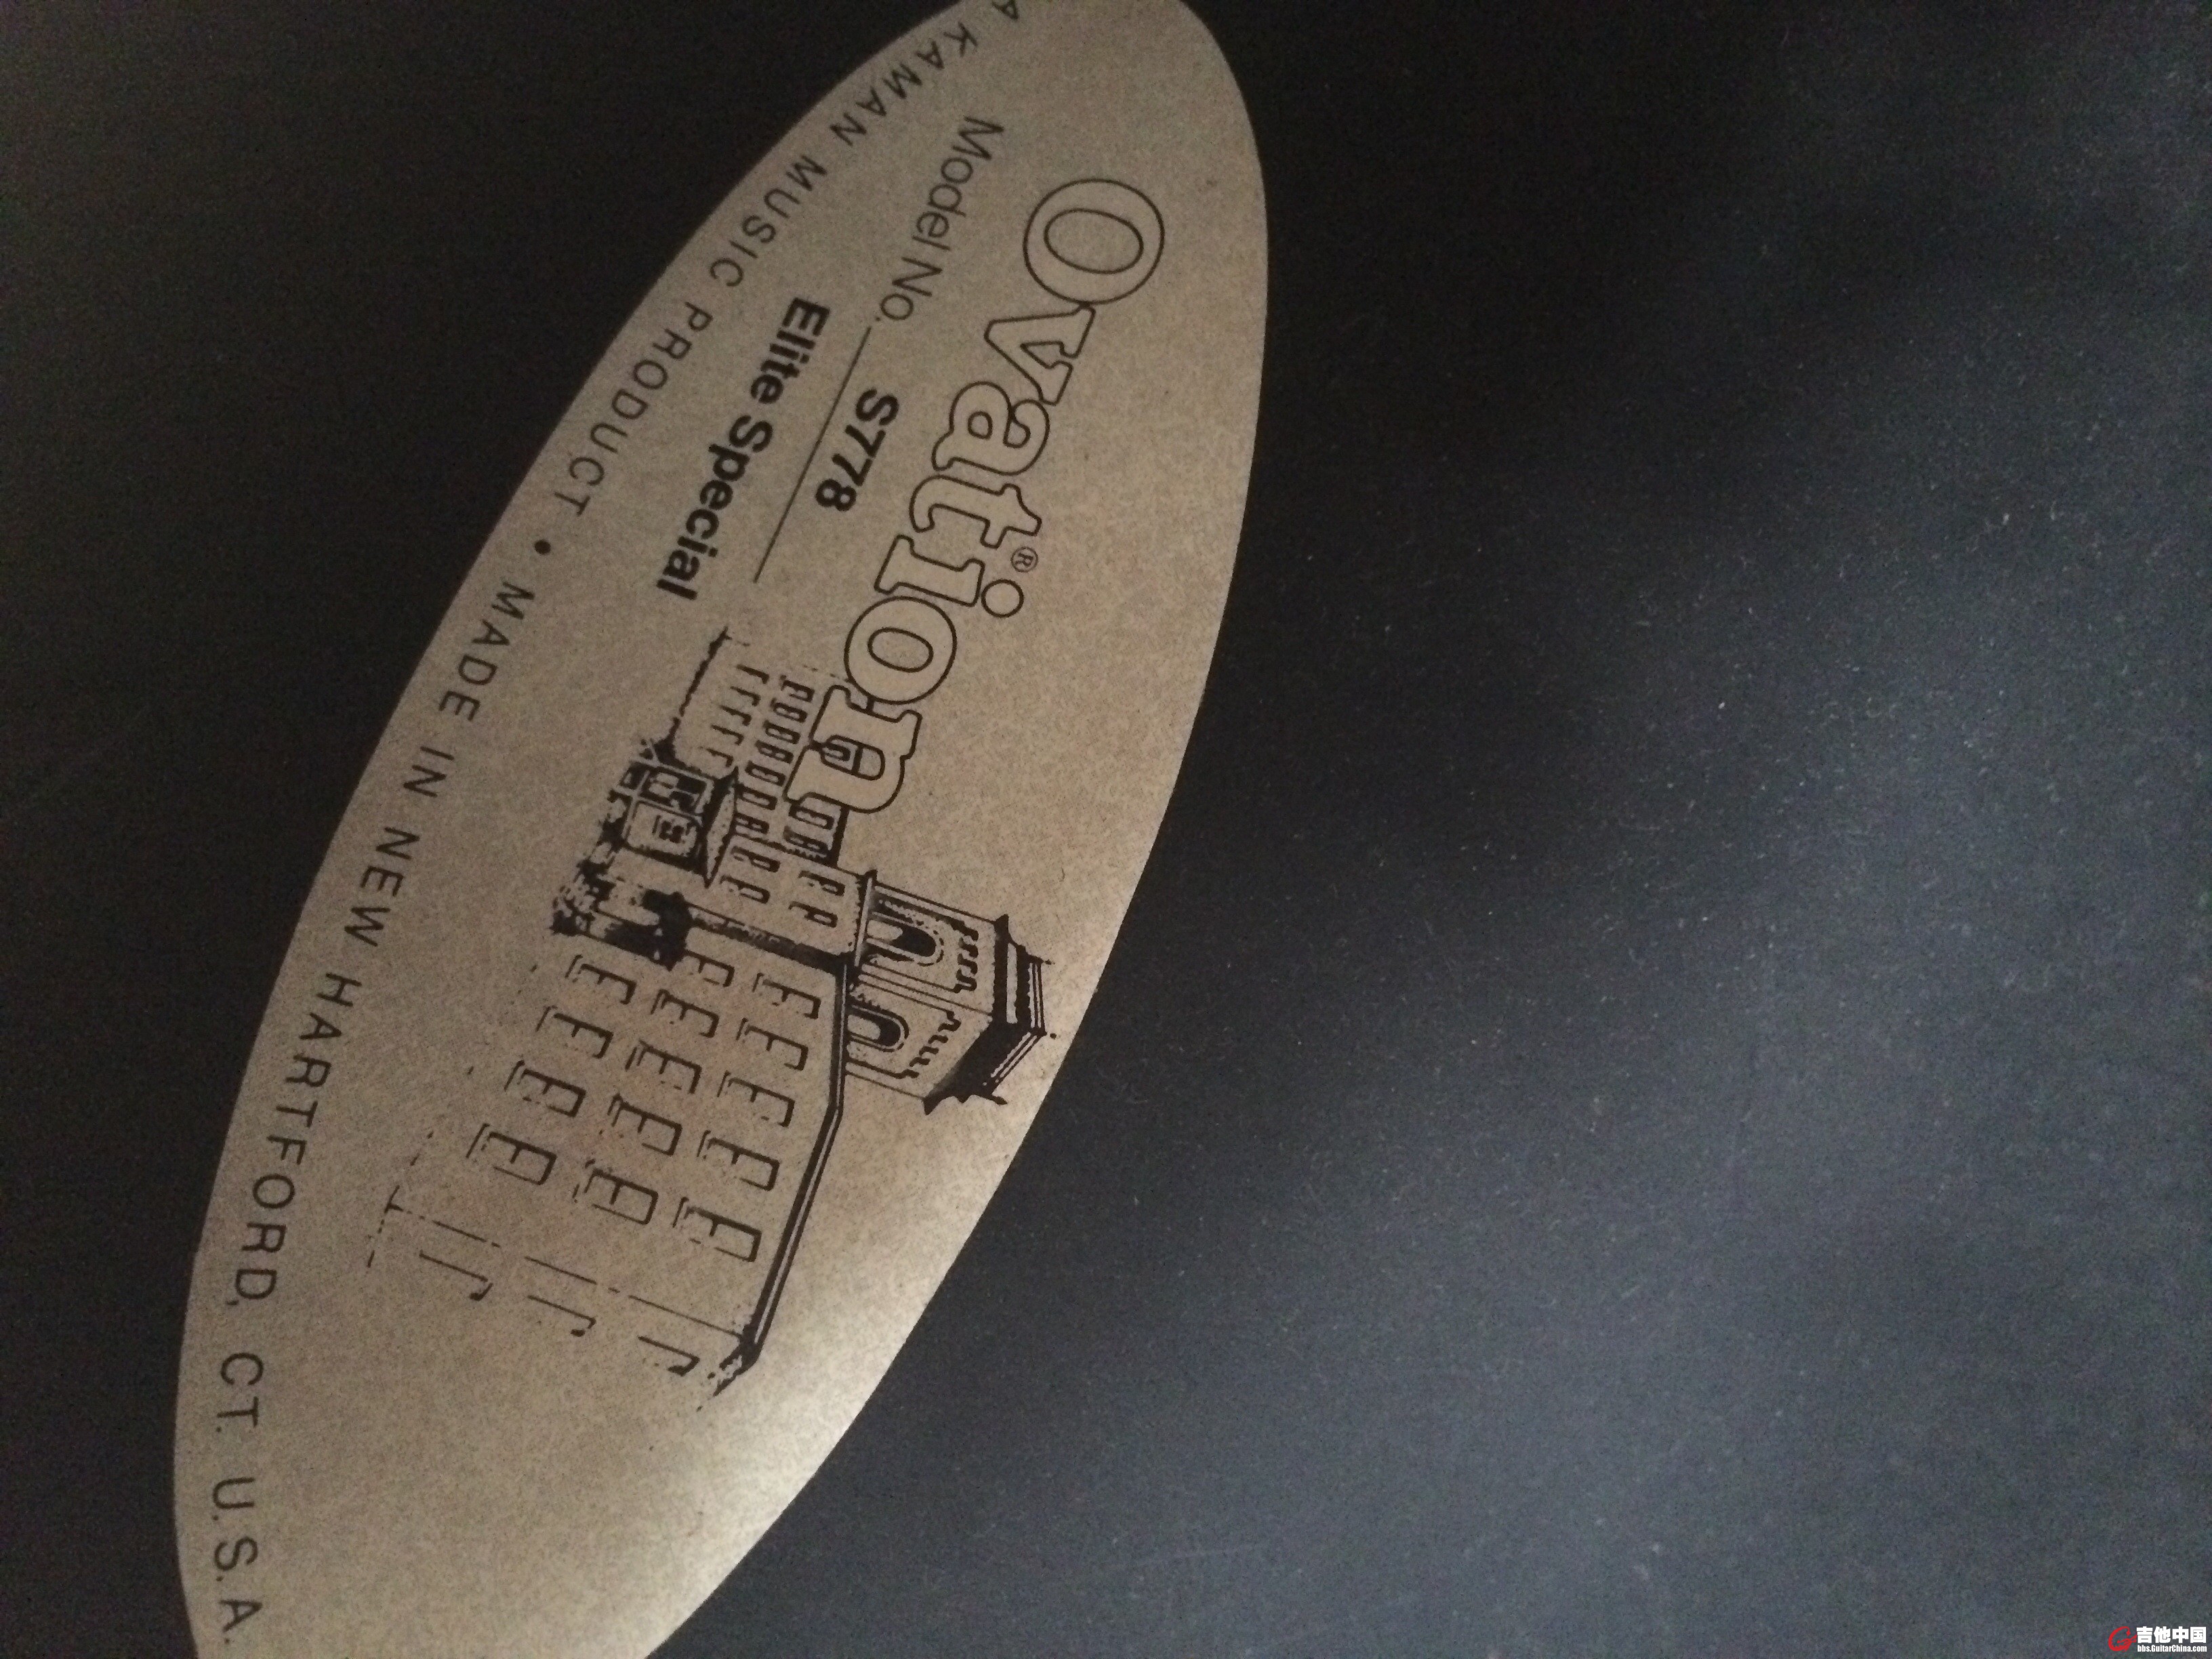 Ovation®
Model No. S778
Elite Special
A KAMAN MUSIC PRODUCT • MADE IN NEW HARTFORD, CT. U.S.A.
吉他中国
bbs.GuitarChina.com